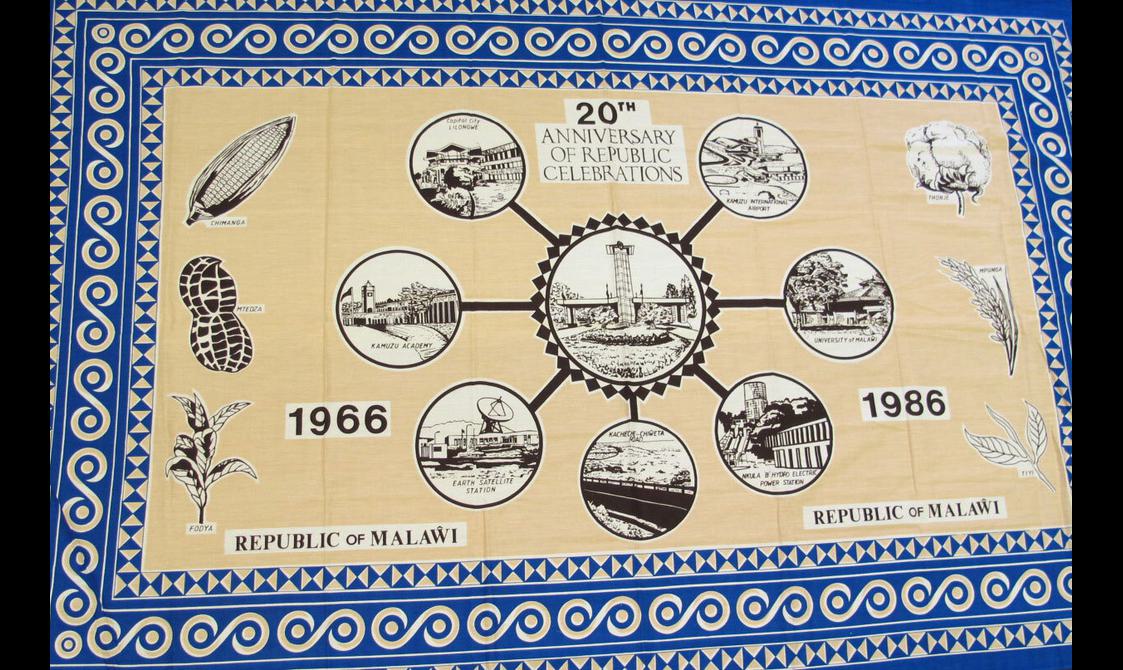 20TH
ANNIVERSARY
OF REPUBLIC
CELEBRATIONS
Capital City
LILONGWE
KAMUZU INTERNATIONAL
AIRPORT
CHIMANGA
THONJE
MTEDZA
MPUNGA
KAMUZU ACADEMY
UNIVERSITY of MALAŴI
1966
1986
EARTH SATELLITE
STATION
KACHECHE-CHIWETA
ROAD
NKULA 'B' HYDRO ELECTRIC
POWER STATION
FODYA
TIYI
REPUBLIC OF MALAŴI
REPUBLIC OF MALAŴI